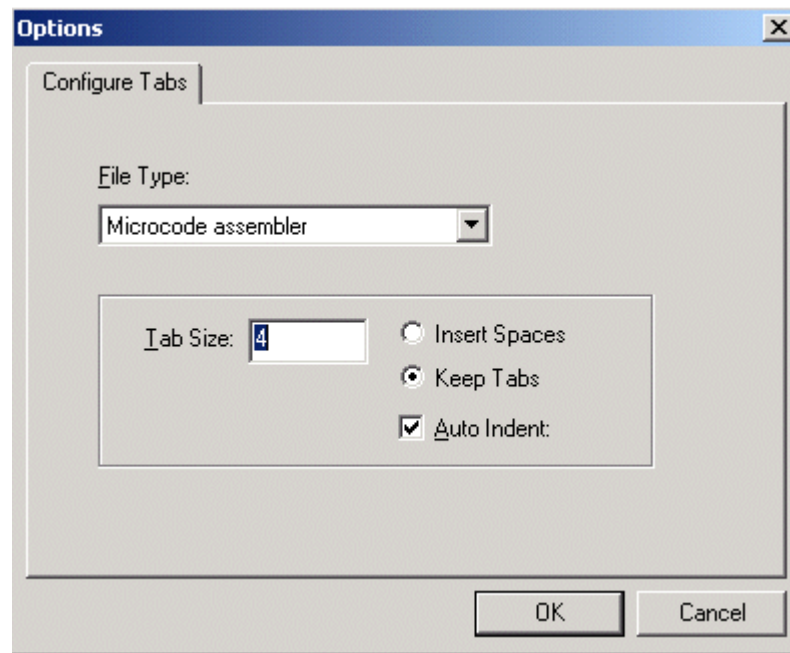 Options
Configure Tabs
File Type:
Microcode assembler
Tab Size: 4
Insert Spaces
Keep Tabs
Auto Indent:
OK
Cancel